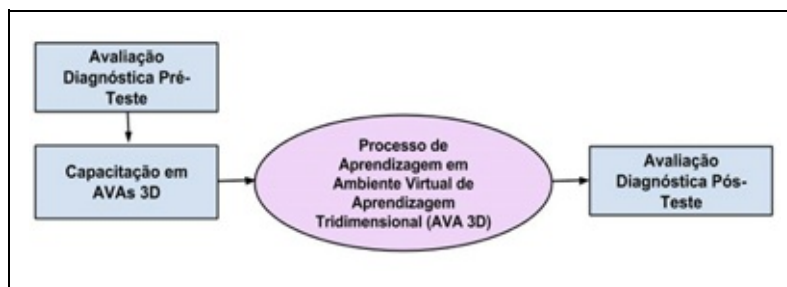 Avaliação
Diagnóstica Pré-
Teste
Capacitação em
AVAs 3D
Processo de
Aprendizagem em
Ambiente Virtual de
Aprendizagem
Tridimensional (AVA 3D)
Avaliação
Diagnóstica Pós-
Teste